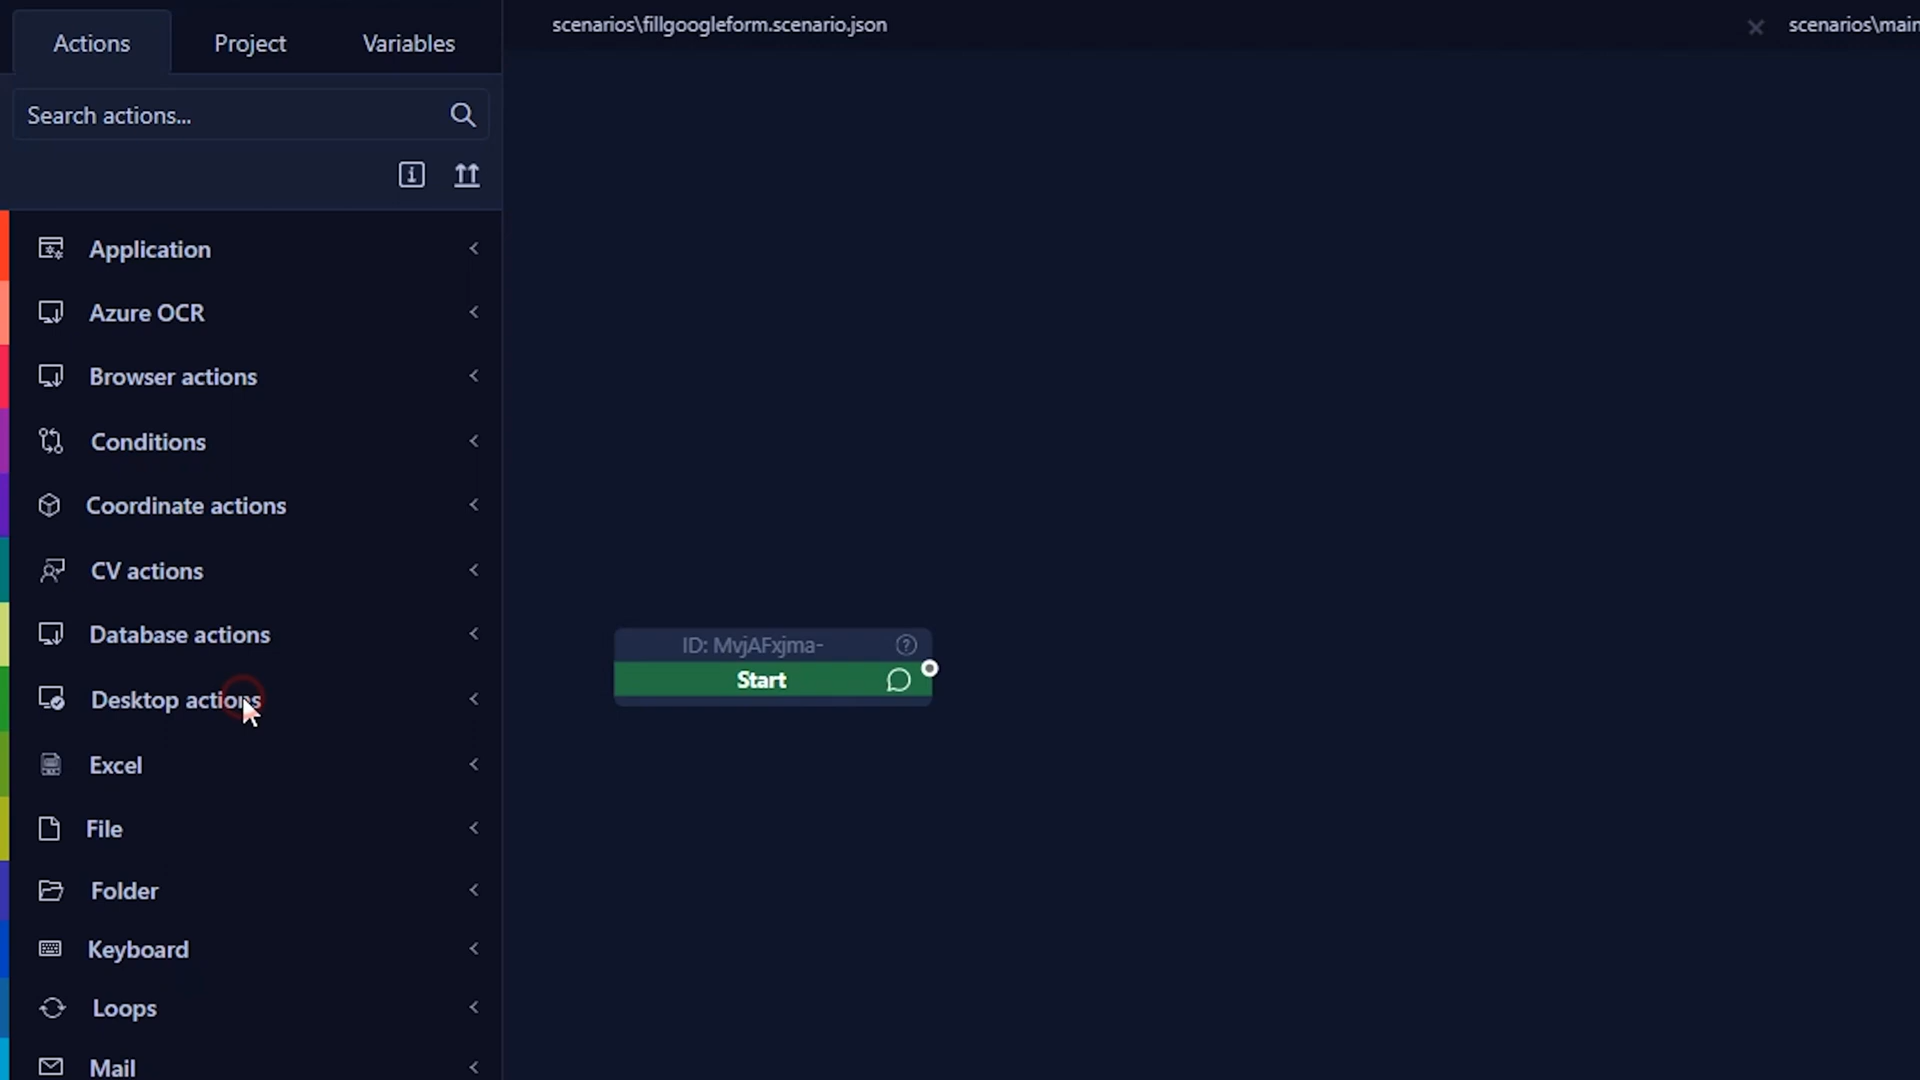 Actions Project Variables
scenarios\fillgoogleform.scenario.json
scenarios\main
Search actions...
Application
Azure OCR
Browser actions
Conditions
Coordinate actions
CV actions
Database actions
Desktop actions
Excel
File
Folder
Keyboard
Loops
Mail
ID: MvjAFxjma-
Start